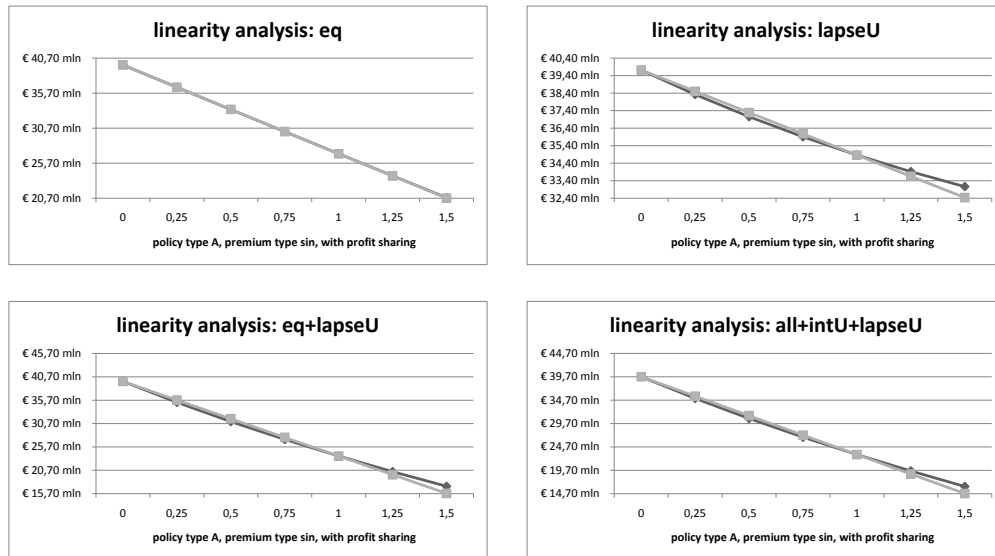 linearity analysis: eq
€ 40,70 mln
€ 35,70 mln
€ 30,70 mln
€ 25,70 mln
€ 20,70 mln
0 0,25 0,5 0,75 1 1,25 1,5
policy type A, premium type sin, with profit sharing
linearity analysis: lapseU
€ 40,40 mln
€ 39,40 mln
€ 38,40 mln
€ 37,40 mln
€ 36,40 mln
€ 35,40 mln
€ 34,40 mln
€ 33,40 mln
€ 32,40 mln
0 0,25 0,5 0,75 1 1,25 1,5
policy type A, premium type sin, with profit sharing
linearity analysis: eq+lapseU
€ 45,70 mln
€ 40,70 mln
€ 35,70 mln
€ 30,70 mln
€ 25,70 mln
€ 20,70 mln
€ 15,70 mln
0 0,25 0,5 0,75 1 1,25 1,5
policy type A, premium type sin, with profit sharing
linearity analysis: all+intU+lapseU
€ 44,70 mln
€ 39,70 mln
€ 34,70 mln
€ 29,70 mln
€ 24,70 mln
€ 19,70 mln
€ 14,70 mln
0 0,25 0,5 0,75 1 1,25 1,5
policy type A, premium type sin, with profit sharing